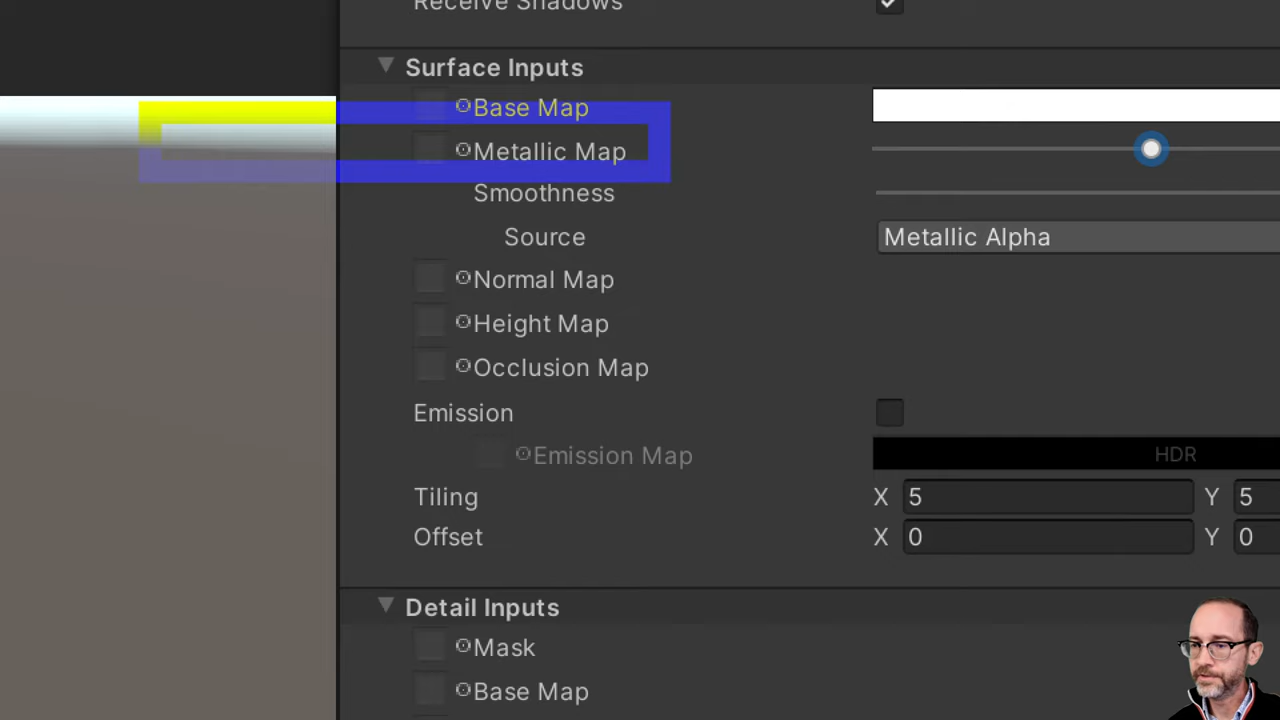 Receive Shadows
Surface Inputs
Base Map
Metallic Map
Smoothness
Source
Metallic Alpha
Normal Map
Height Map
Occlusion Map
Emission
Emission Map
HDR
Tiling
X 5 Y 5
Offset
X 0 Y 0
Detail Inputs
Mask
Base Map